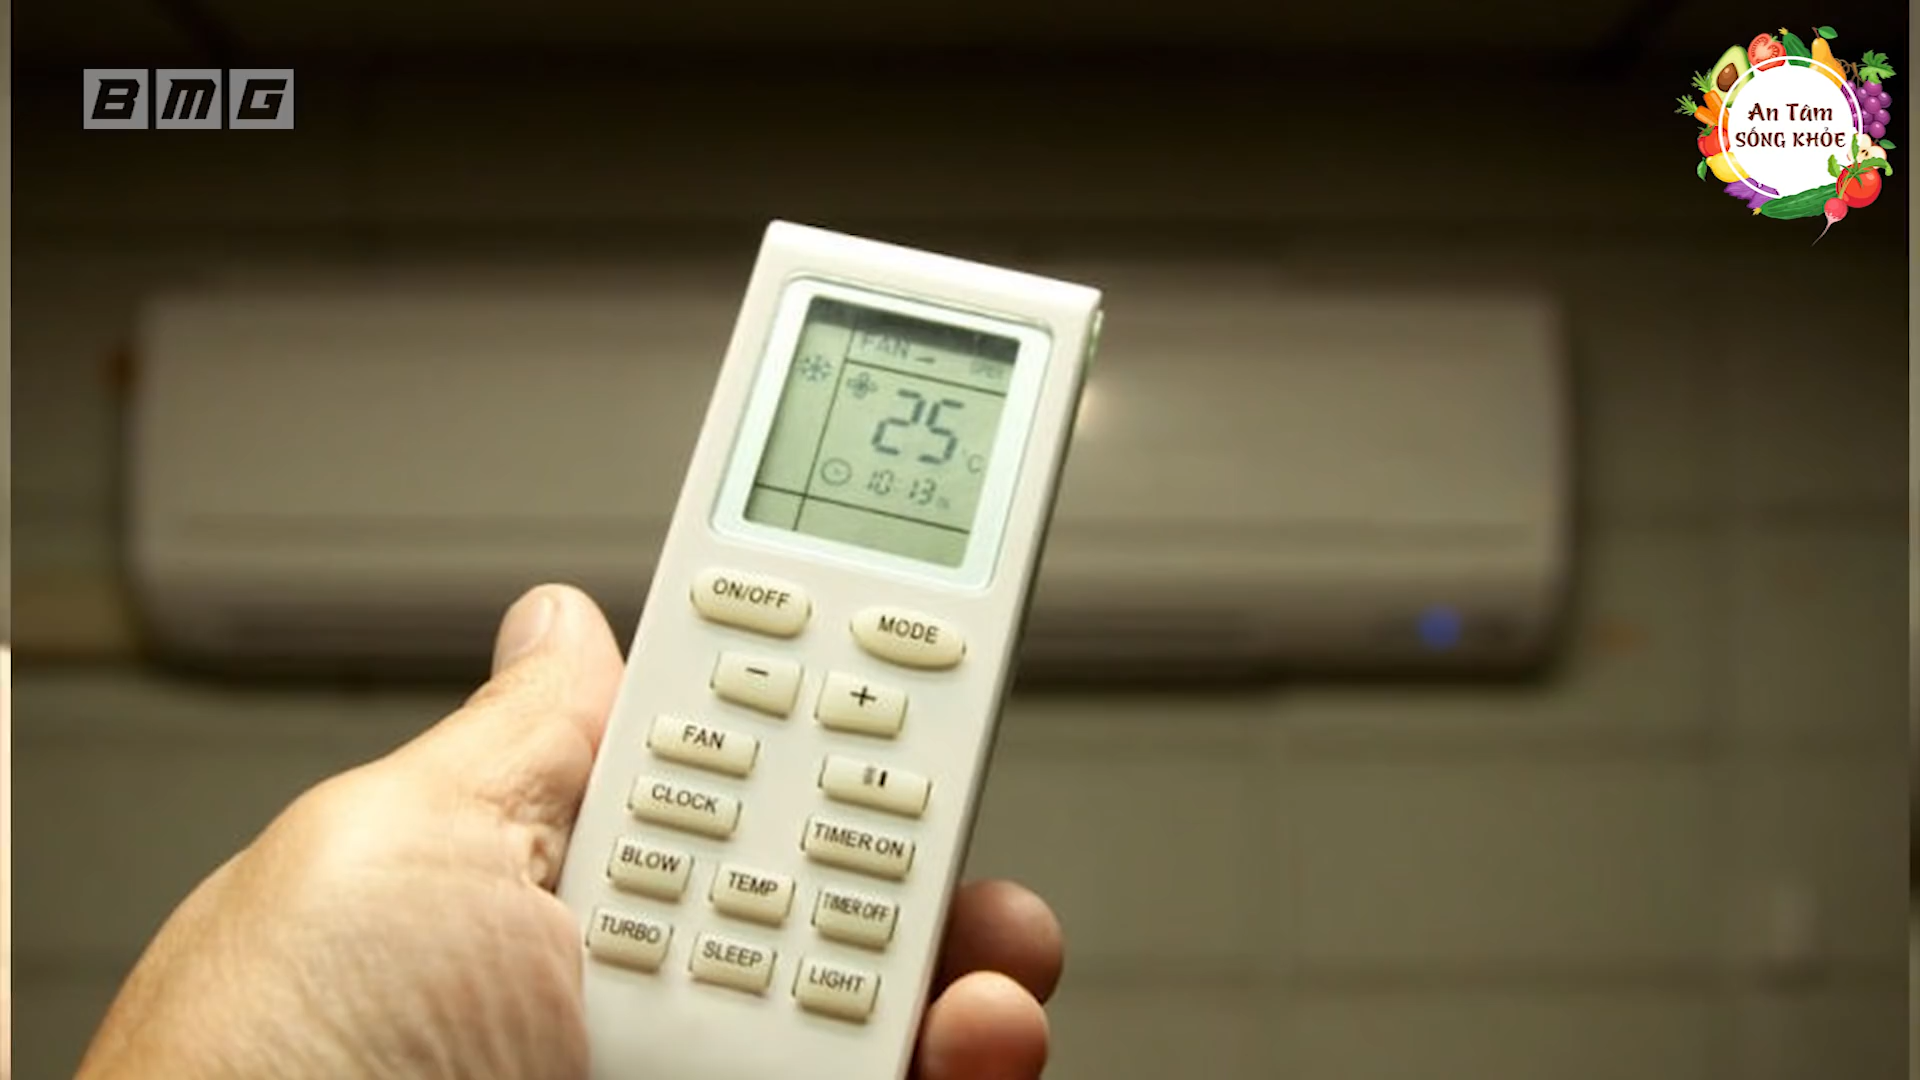 BMG
An Tâm
SỐNG KHỎE
FAN
25 °C
10:13
ON/OFF
MODE
- +
FAN
CLOCK
TIMER ON
BLOW
TEMP
TIMER OFF
TURBO
SLEEP
LIGHT